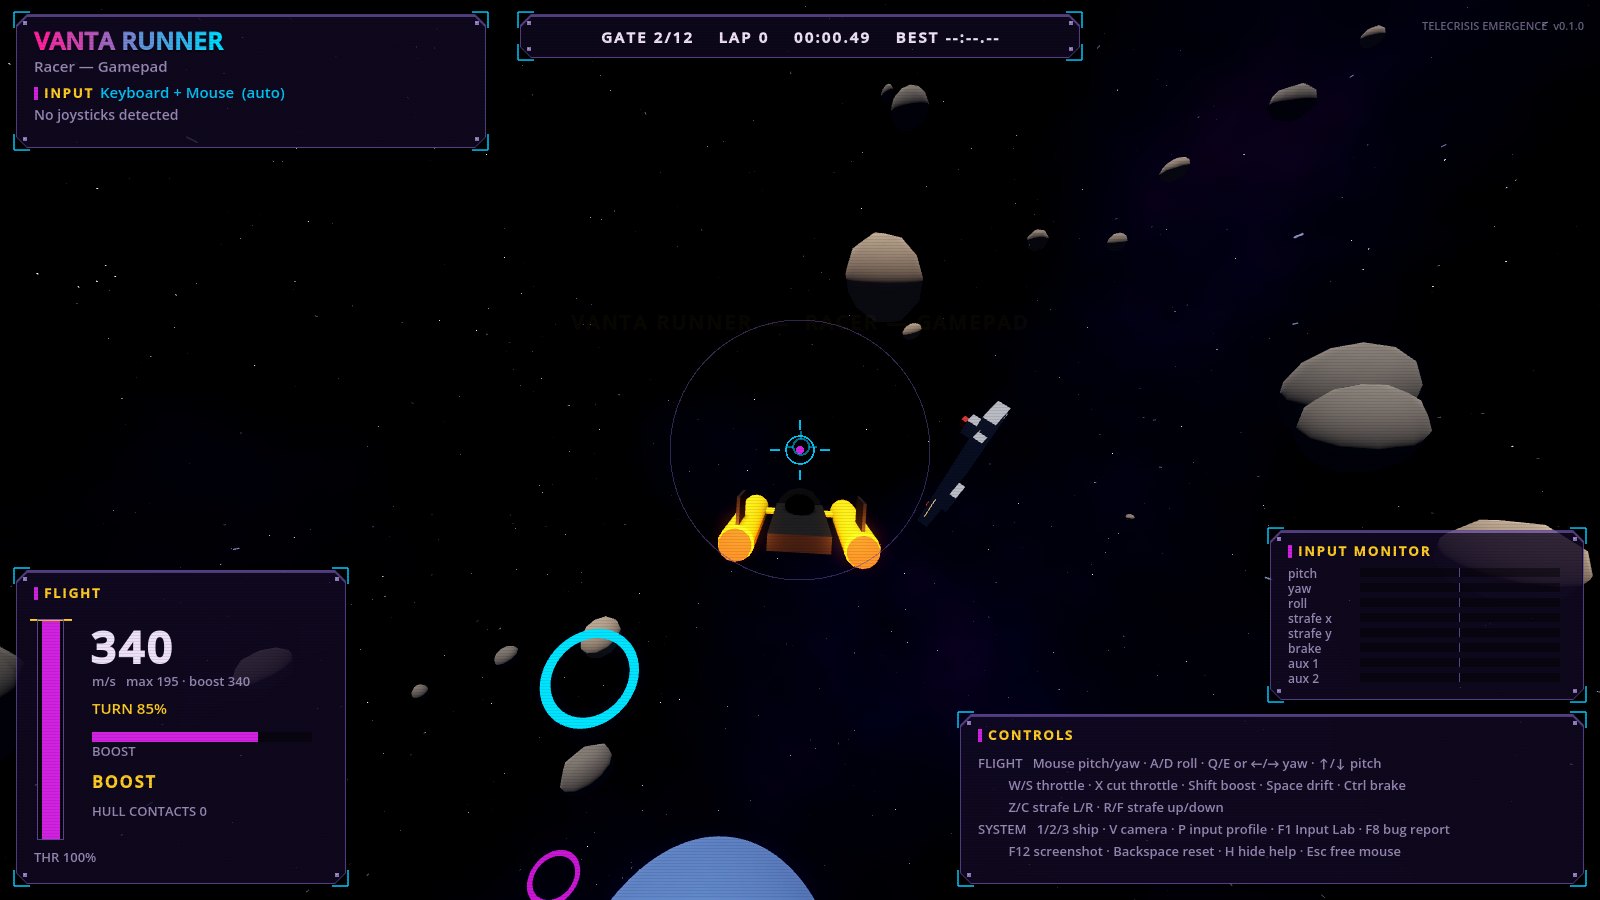 VANTA RUNNER
Racer — Gamepad
INPUT Keyboard + Mouse (auto)
No joysticks detected
GATE 2/12 LAP 0 00:00.49 BEST --:--.--
TELECRISIS EMERGENCE v0.1.0
VANTA RUNNER RACER GAMEPAD
FLIGHT
340
m/s max 195 · boost 340
TURN 85%
BOOST
BOOST
HULL CONTACTS 0
THR 100%
INPUT MONITOR
pitch
yaw
roll
strafe x
strafe y
brake
aux 1
aux 2
CONTROLS
FLIGHT Mouse pitch/yaw · A/D roll · Q/E or ←/→ yaw · ↑/↓ pitch
W/S throttle · X cut throttle · Shift boost · Space drift · Ctrl brake
Z/C strafe L/R · R/F strafe up/down
SYSTEM 1/2/3 ship · V camera · P input profile · F1 Input Lab · F8 bug report
F12 screenshot · Backspace reset · H hide help · Esc free mouse